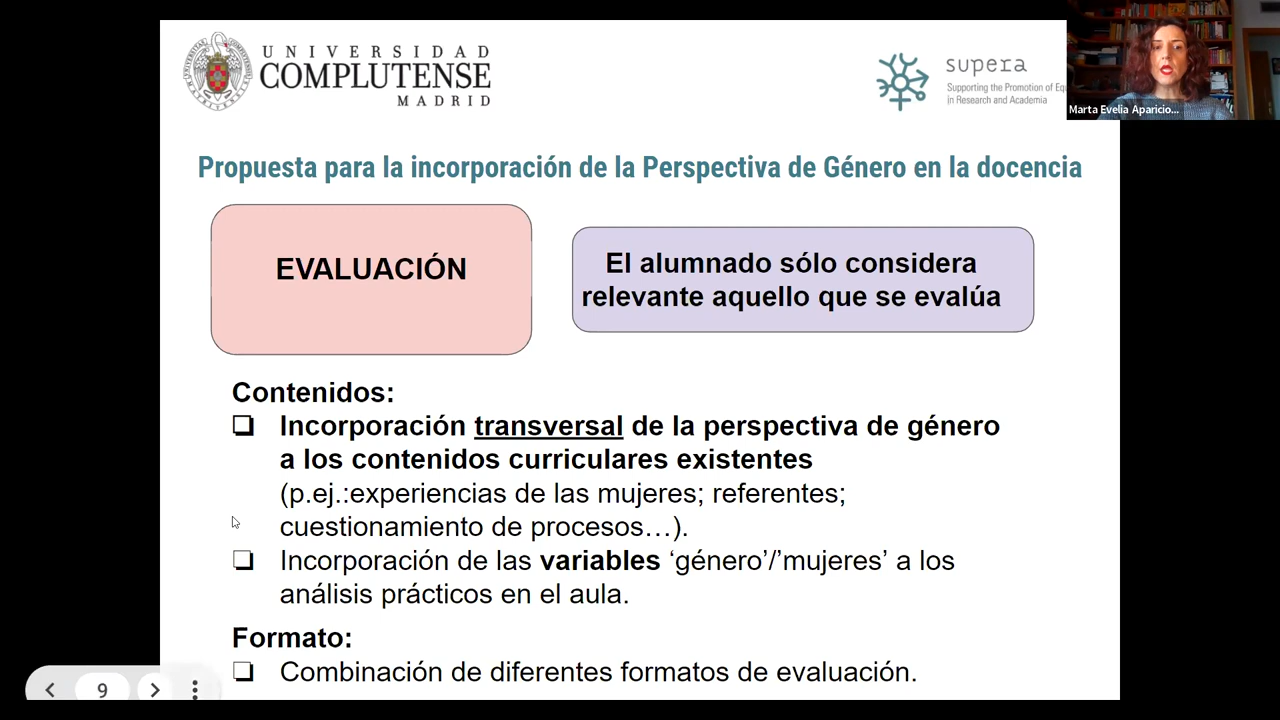 UNIVERSIDAD
COMPLUTENSE
MADRID
supera
Supporting the Promotion of Eq
in Research and Academia
Marta Evelia Aparicio...
Propuesta para la incorporación de la Perspectiva de Género en la docencia
EVALUACIÓN
El alumnado sólo considera
relevante aquello que se evalúa
Contenidos:
❏ Incorporación transversal de la perspectiva de género
a los contenidos curriculares existentes
(p.ej.:experiencias de las mujeres; referentes;
cuestionamiento de procesos…).
❏ Incorporación de las variables ‘género’/’mujeres’ a los
análisis prácticos en el aula.
Formato:
❏ Combinación de diferentes formatos de evaluación.
9